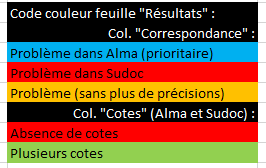 Code couleur feuille "Résultats" :
Col. "Correspondance" :
Problème dans Alma (prioritaire)
Problème dans Sudoc
Problème (sans plus de précisions)
Col. "Cotes" (Alma et Sudoc) :
Absence de cotes
Plusieurs cotes